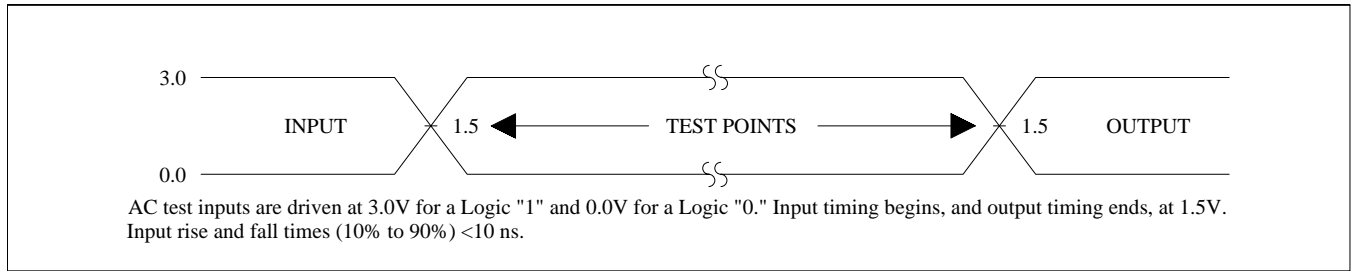 3.0
INPUT 1.5 TEST POINTS 1.5 OUTPUT
0.0
AC test inputs are driven at 3.0V for a Logic "1" and 0.0V for a Logic "0." Input timing begins, and output timing ends, at 1.5V.
Input rise and fall times (10% to 90%) <10 ns.